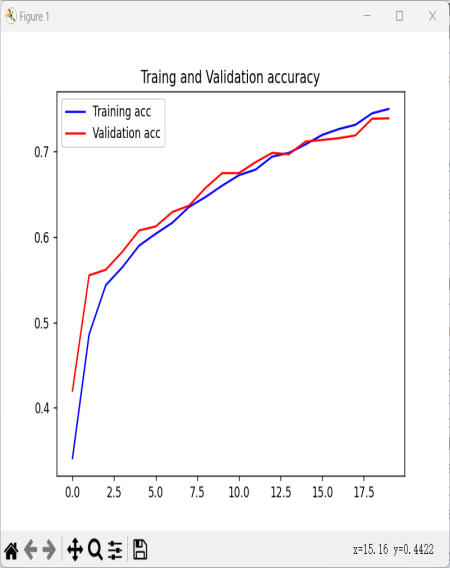 Figure 1
Traing and Validation accuracy
Training acc
Validation acc
0.7
0.6
0.5
0.4
0.0 2.5 5.0 7.5 10.0 12.5 15.0 17.5
x=15.16 y=0.4422